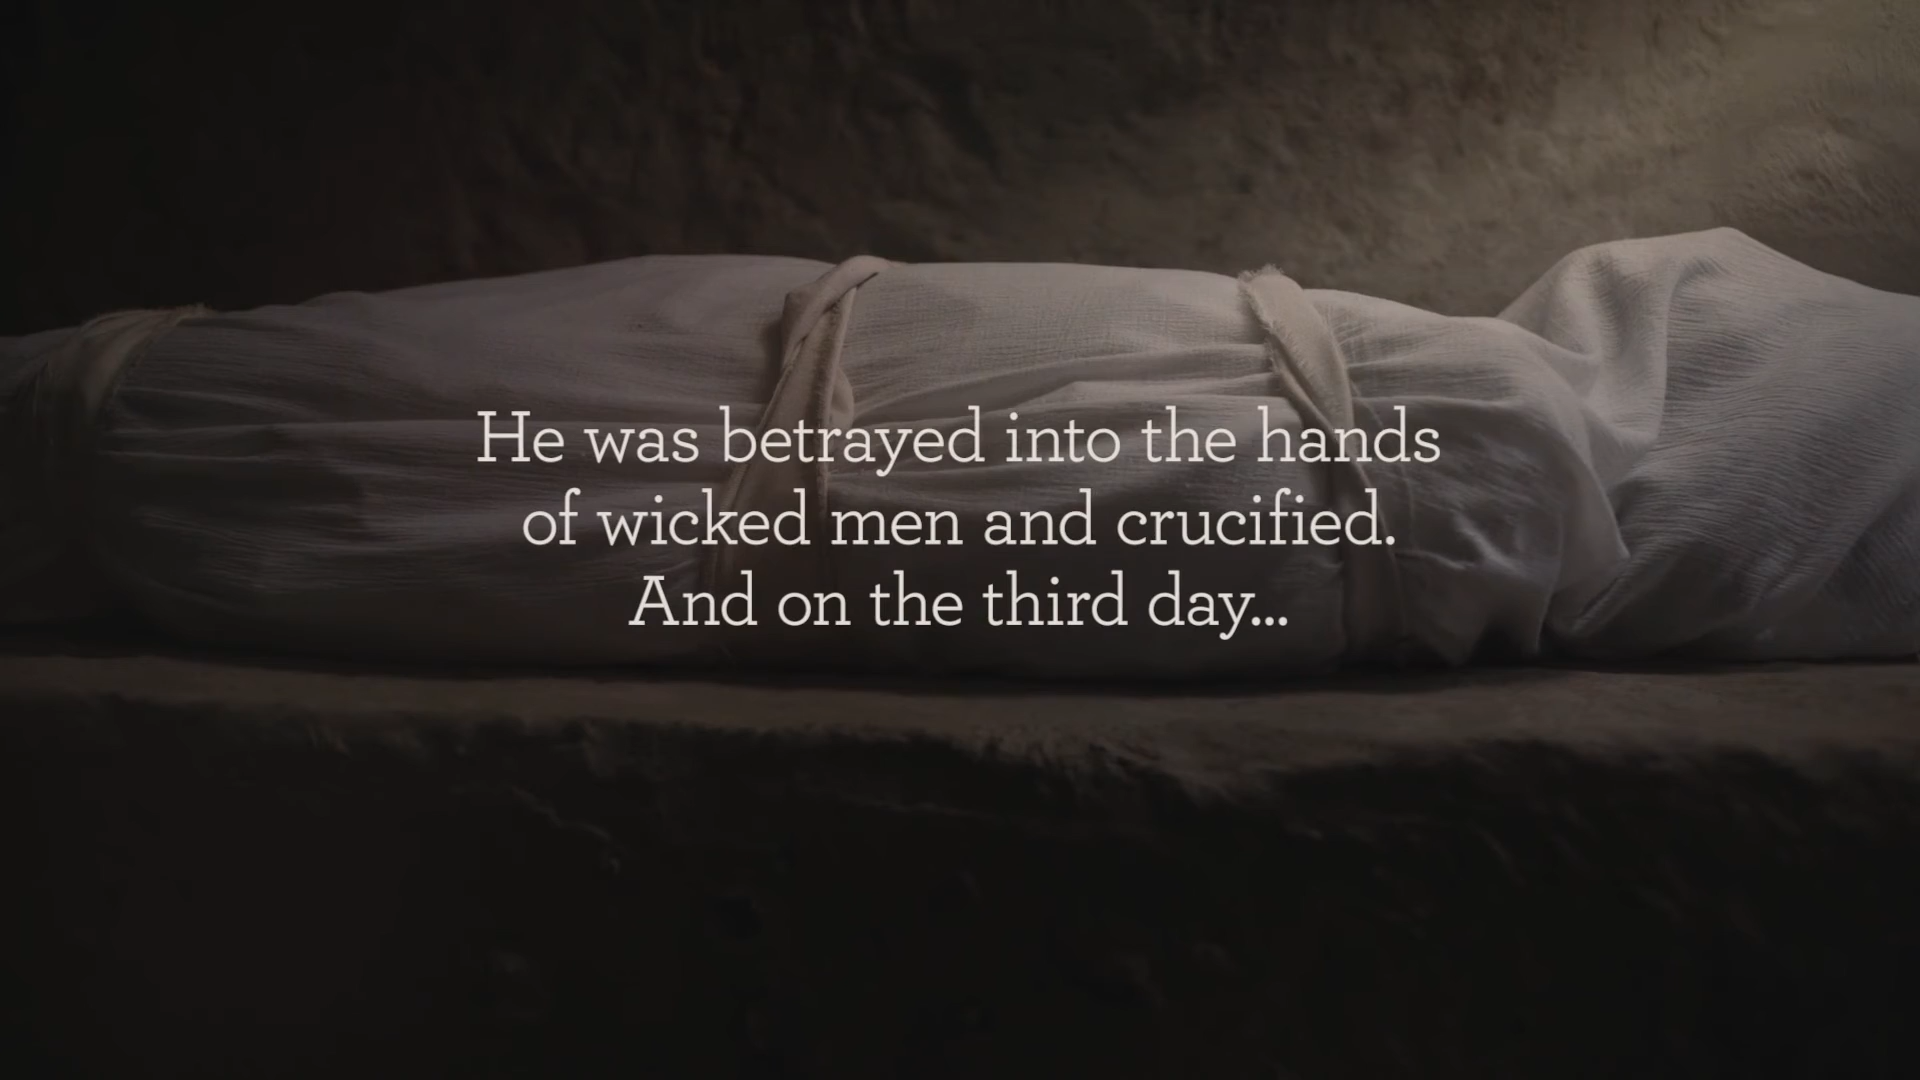 He was betrayed into the hands
of wicked men and crucified.
And on the third day...